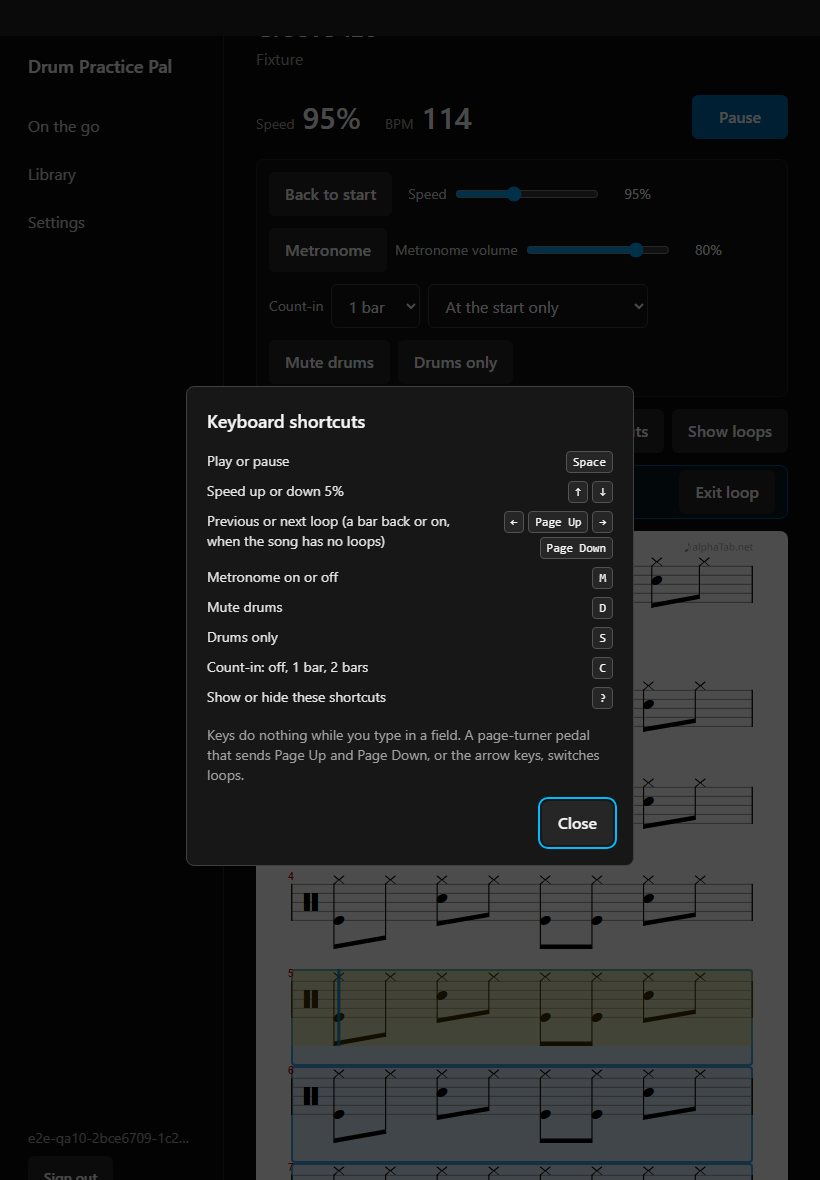 Fixture
Drum Practice Pal
On the go
Library
Settings
Speed 95% BPM 114
Pause
Back to start Speed 95%
Metronome Metronome volume 80%
Count-in 1 bar At the start only
Mute drums Drums only
Show loops
Exit loop
Keyboard shortcuts
Play or pause Space
Speed up or down 5% ↑ ↓
Previous or next loop (a bar back or on, ← Page Up →
when the song has no loops) Page Down
Metronome on or off M
Mute drums D
Drums only S
Count-in: off, 1 bar, 2 bars C
Show or hide these shortcuts ?
Keys do nothing while you type in a field. A page-turner pedal
that sends Page Up and Page Down, or the arrow keys, switches
loops.
Close
alphaTab.net
4
5
6
7
e2e-qa10-2bce6709-1c2...
Sign out